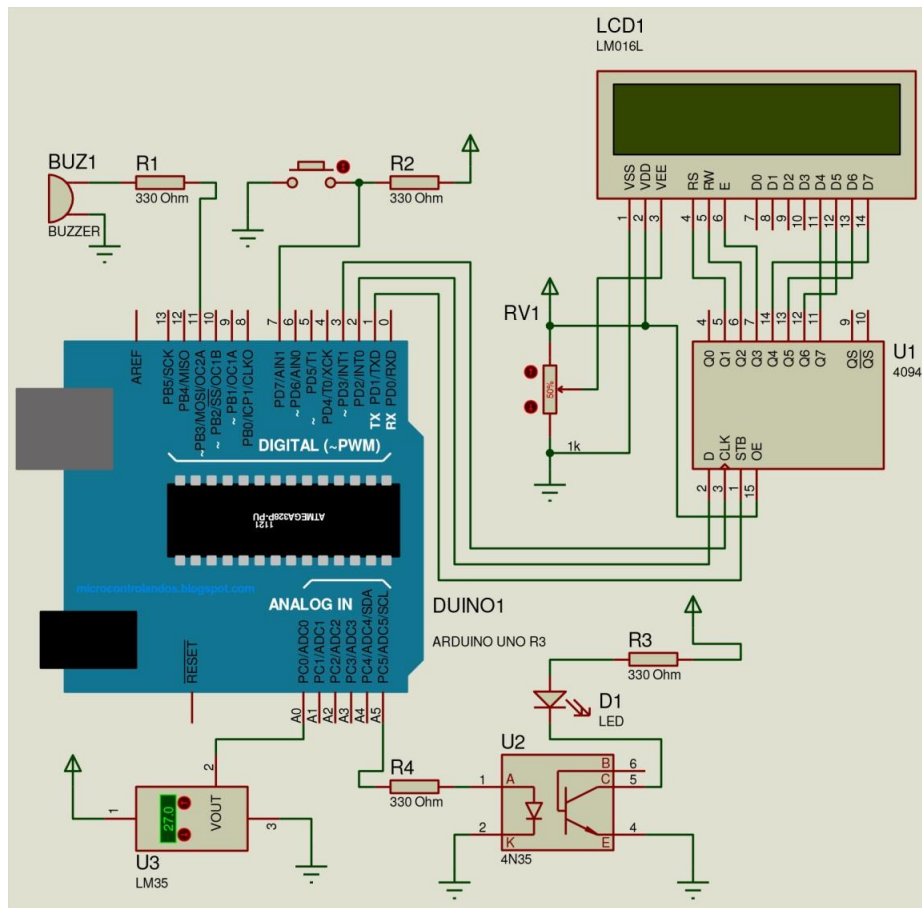 LCD1
LM016L
VSS
VDD
VEE
RS
RW
E
D0
D1
D2
D3
D4
D5
D6
D7
1
2
3
4
5
6
7
8
9
10
11
12
13
14
BUZ1
BUZZER
R1
330 Ohm
R2
330 Ohm
AREF
13
12
11
10
9
8
7
6
5
4
3
2
1
0
PB5/SCK
PB4/MISO
PB3/MOSI/OC2A
~
PB2/SS/OC1B
~
PB1/OC1A
~
PB0/ICP1/CLKO
PD7/AIN1
PD6/AIN0
~
PD5/T1
~
PD4/T0/XCK
PD3/INT1
~
PD2/INT0
PD1/TXD
PD0/RXD
TX
RX
DIGITAL (~PWM)
1121
ATMEGA328P-PU
microcontrolandos.blogspot.com
ANALOG IN
RESET
PC0/ADC0
PC1/ADC1
PC2/ADC2
PC3/ADC3
PC4/ADC4/SDA
PC5/ADC5/SCL
A0
A1
A2
A3
A4
A5
DUINO1
ARDUINO UNO R3
RV1
50%
1k
4
5
6
7
14
13
12
11
9
10
Q0
Q1
Q2
Q3
Q4
Q5
Q6
Q7
QS
QS
U1
4094
D
CLK
STB
OE
2
3
1
15
R3
330 Ohm
D1
LED
U2
4N35
A
K
B
C
E
1
2
6
5
4
R4
330 Ohm
1
2
3
27.0
VOUT
U3
LM35